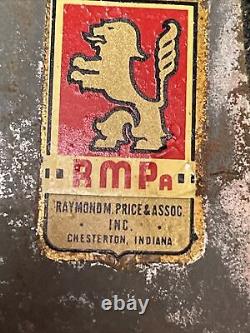 RMPA
RAYMOND M. PRICE & ASSOC.
INC.
CHESTERTON, INDIANA